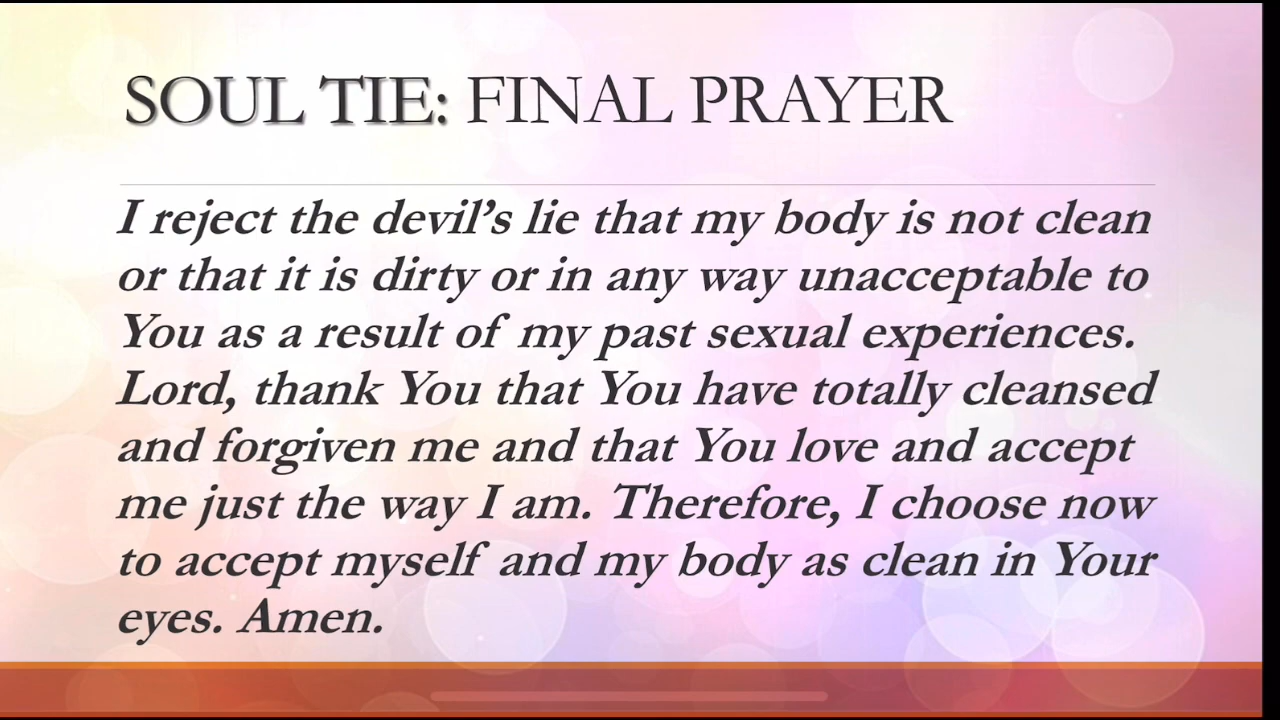 SOUL TIE: FINAL PRAYER
I reject the devil’s lie that my body is not clean
or that it is dirty or in any way unacceptable to
You as a result of my past sexual experiences.
Lord, thank You that You have totally cleansed
and forgiven me and that You love and accept
me just the way I am. Therefore, I choose now
to accept myself and my body as clean in Your
eyes. Amen.